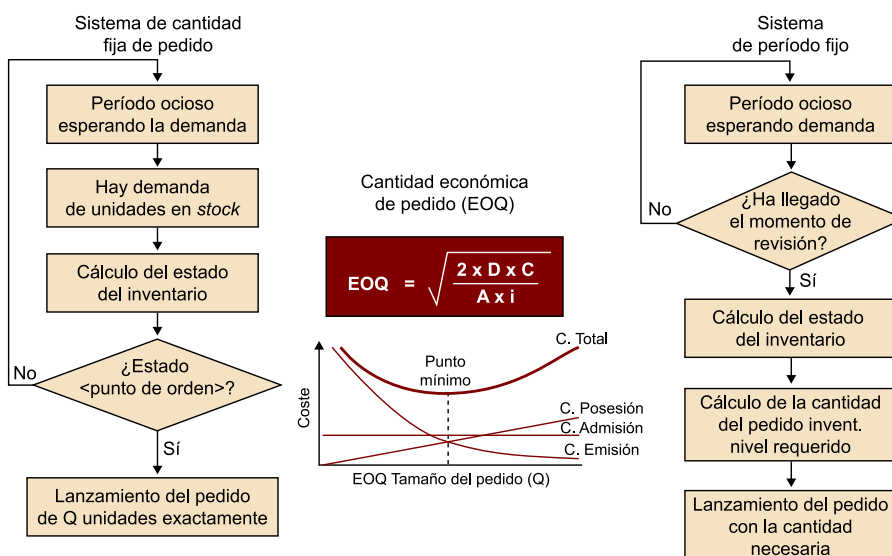 Sistema de cantidad
fija de pedido
Período ocioso
esperando la demanda
Hay demanda
de unidades en stock
Cálculo del estado
del inventario
No
¿Estado
<punto de orden>?
Sí
Lanzamiento del pedido
de Q unidades exactamente
Cantidad económica
de pedido (EOQ)
EOQ = √ 2 x D x C
A x i
C. Total
Punto
mínimo
Coste
C. Posesión
C. Admisión
C. Emisión
EOQ Tamaño del pedido (Q)
Sistema
de período fijo
Período ocioso
esperando demanda
No
¿Ha llegado
el momento de
revisión?
Sí
Cálculo del estado
del inventario
Cálculo de la cantidad
del pedido invent.
nivel requerido
Lanzamiento del pedido
con la cantidad
necesaria